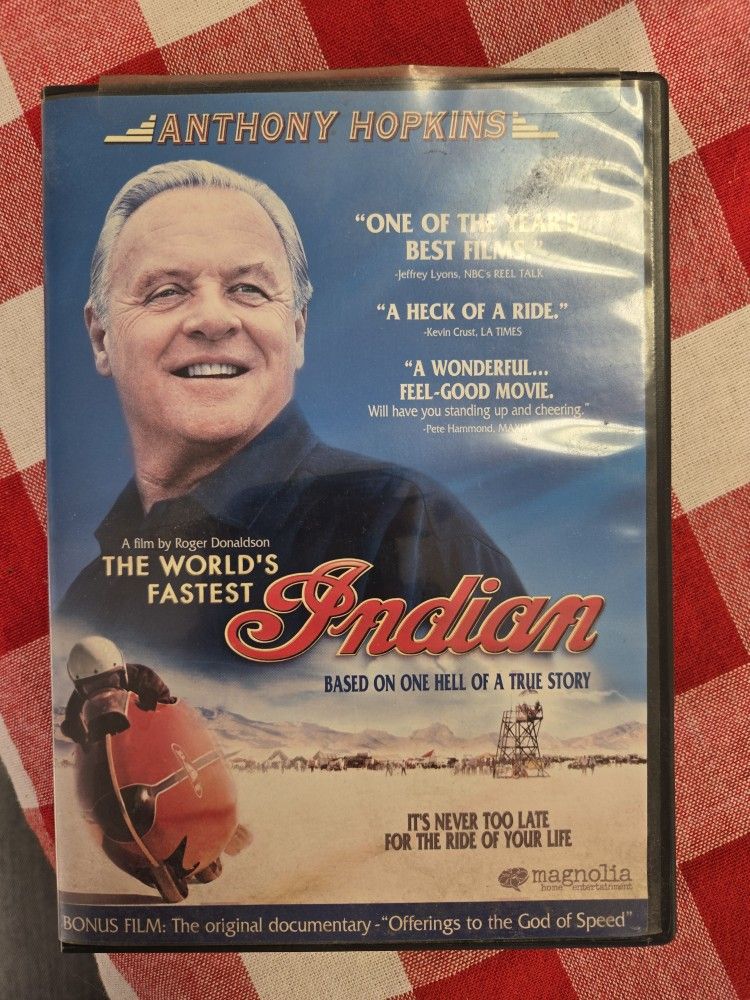 ANTHONY HOPKINS
"ONE OF THE YEAR'S
BEST FILMS."
-Jeffrey Lyons, NBC's REEL TALK
"A HECK OF A RIDE."
-Kevin Crust, LA TIMES
"A WONDERFUL...
FEEL-GOOD MOVIE.
Will have you standing up and cheering."
-Pete Hammond, MAXIM
A film by Roger Donaldson
THE WORLD'S
FASTEST
Indian
BASED ON ONE HELL OF A TRUE STORY
IT'S NEVER TOO LATE
FOR THE RIDE OF YOUR LIFE
magnolia
home entertainment
BONUS FILM: The original documentary - "Offerings to the God of Speed"